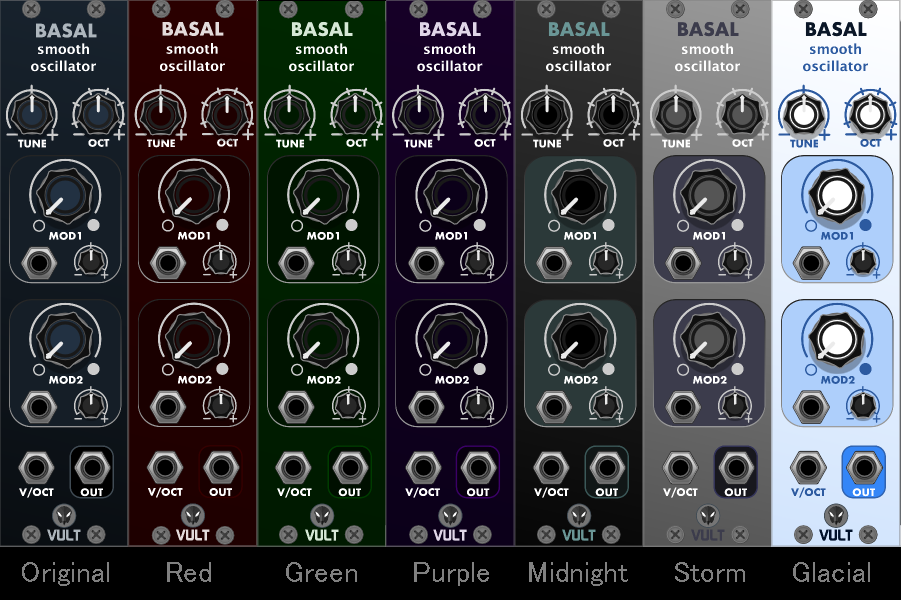 BASAL BASAL BASAL BASAL BASAL BASAL BASAL
smooth smooth smooth smooth smooth smooth smooth
oscillator oscillator oscillator oscillator oscillator oscillator oscillator
TUNE OCT TUNE OCT TUNE OCT TUNE OCT TUNE OCT TUNE OCT TUNE OCT
MOD1 MOD1 MOD1 MOD1 MOD1 MOD1 MOD1
MOD2 MOD2 MOD2 MOD2 MOD2 MOD2 MOD2
V/OCT OUT V/OCT OUT V/OCT OUT V/OCT OUT V/OCT OUT V/OCT OUT V/OCT OUT
VULT VULT VULT VULT VULT VULT VULT
Original Red Green Purple Midnight Storm Glacial